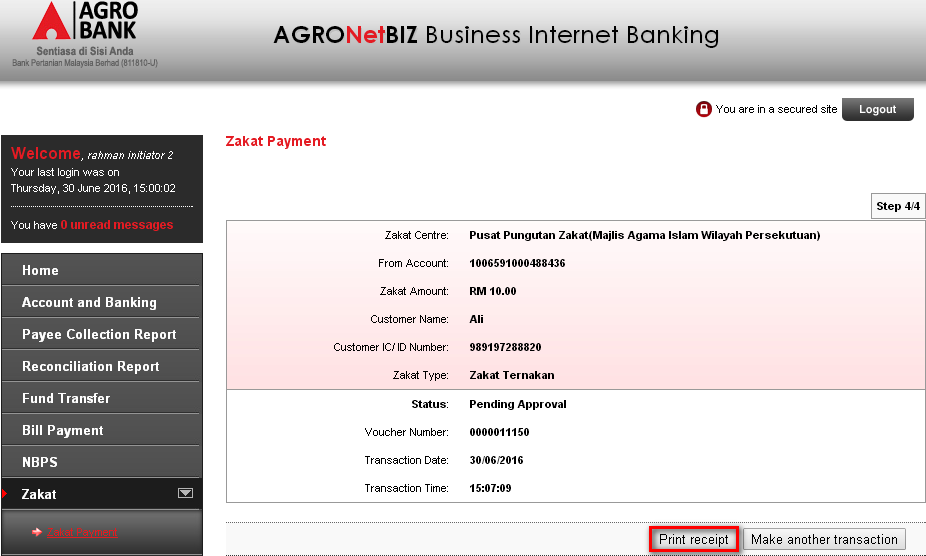 AGRO
BANK
Sentiasa di Sisi Anda
Bank Pertanian Malaysia Berhad (811810-U)
AGRONetBIZ Business Internet Banking
You are in a secured site
Logout
Welcome, rahman initiator 2
Your last login was on
Thursday, 30 June 2016, 15:00:02
You have 0 unread messages
Home
Account and Banking
Payee Collection Report
Reconciliation Report
Fund Transfer
Bill Payment
NBPS
Zakat
Zakat Payment
Zakat Payment
Step 4/4
Zakat Centre: Pusat Pungutan Zakat(Majlis Agama Islam Wilayah Persekutuan)
From Account: 1006591000488436
Zakat Amount: RM 10.00
Customer Name: Ali
Customer IC/ ID Number: 989197288820
Zakat Type: Zakat Ternakan
Status: Pending Approval
Voucher Number: 0000011150
Transaction Date: 30/06/2016
Transaction Time: 15:07:09
Print receipt
Make another transaction